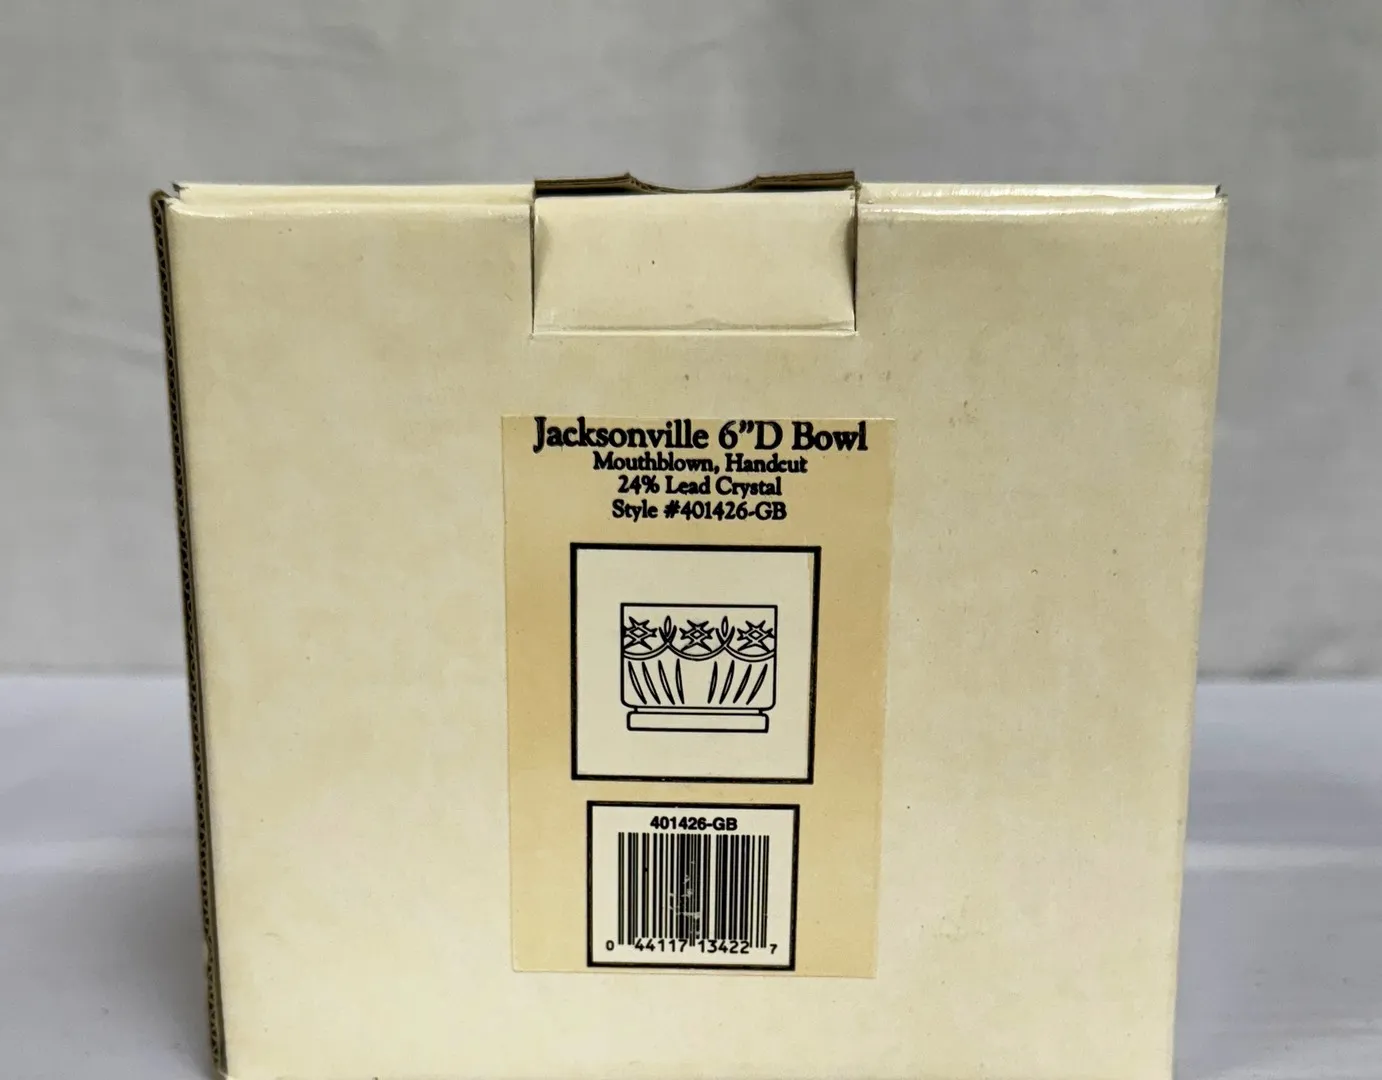 Jacksonville 6”D Bowl
Mouthblown, Handcut
24% Lead Crystal
Style #401426-GB
401426-GB
0 44117 13422 7